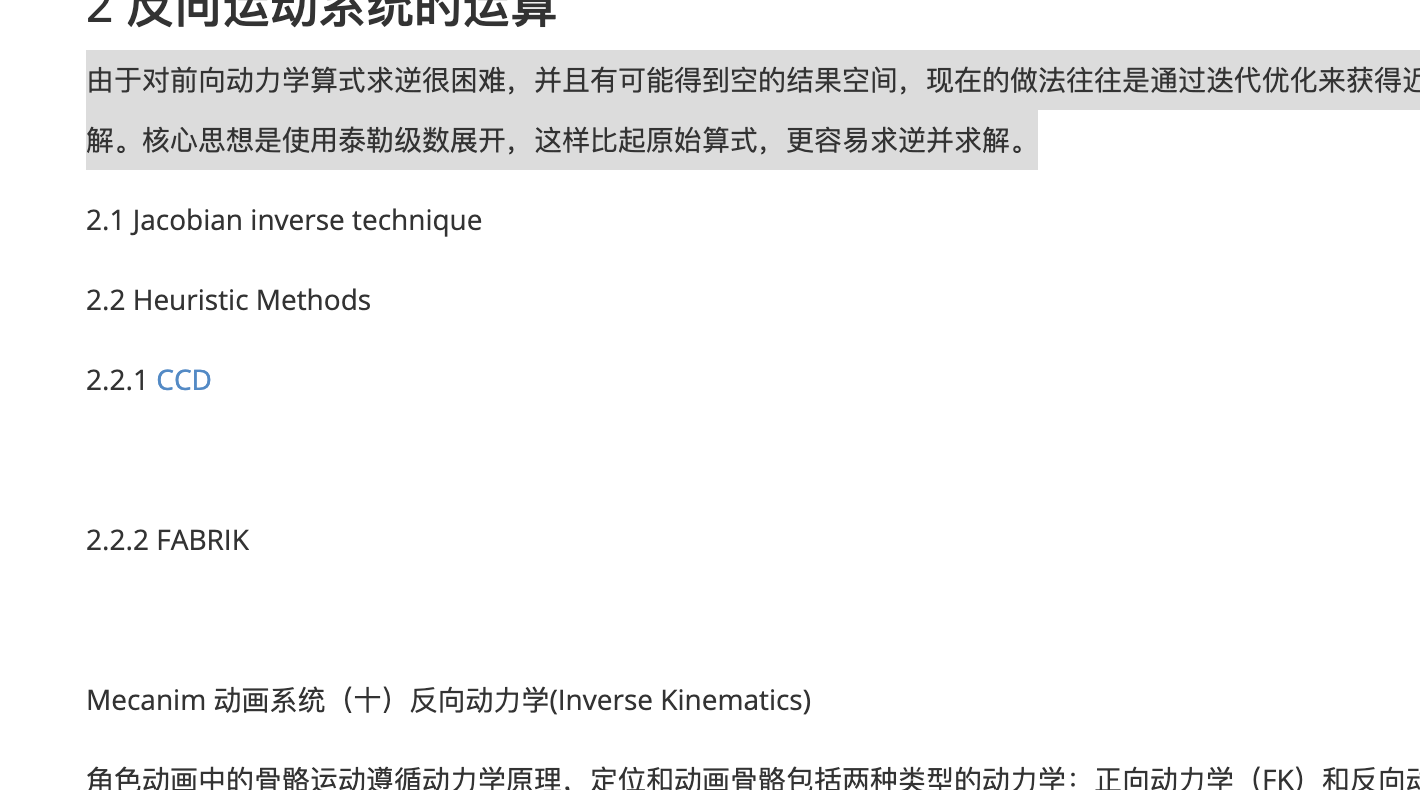 2 反向运动系统的运算
由于对前向动力学算式求逆很困难，并且有可能得到空的结果空间，现在的做法往往是通过迭代优化来获得近
解。核心思想是使用泰勒级数展开，这样比起原始算式，更容易求逆并求解。
2.1 Jacobian inverse technique
2.2 Heuristic Methods
2.2.1 CCD
2.2.2 FABRIK
Mecanim 动画系统（十）反向动力学(Inverse Kinematics)
角色动画中的骨骼运动遵循动力学原理，定位和动画骨骼包括两种类型的动力学：正向动力学（FK）和反向动